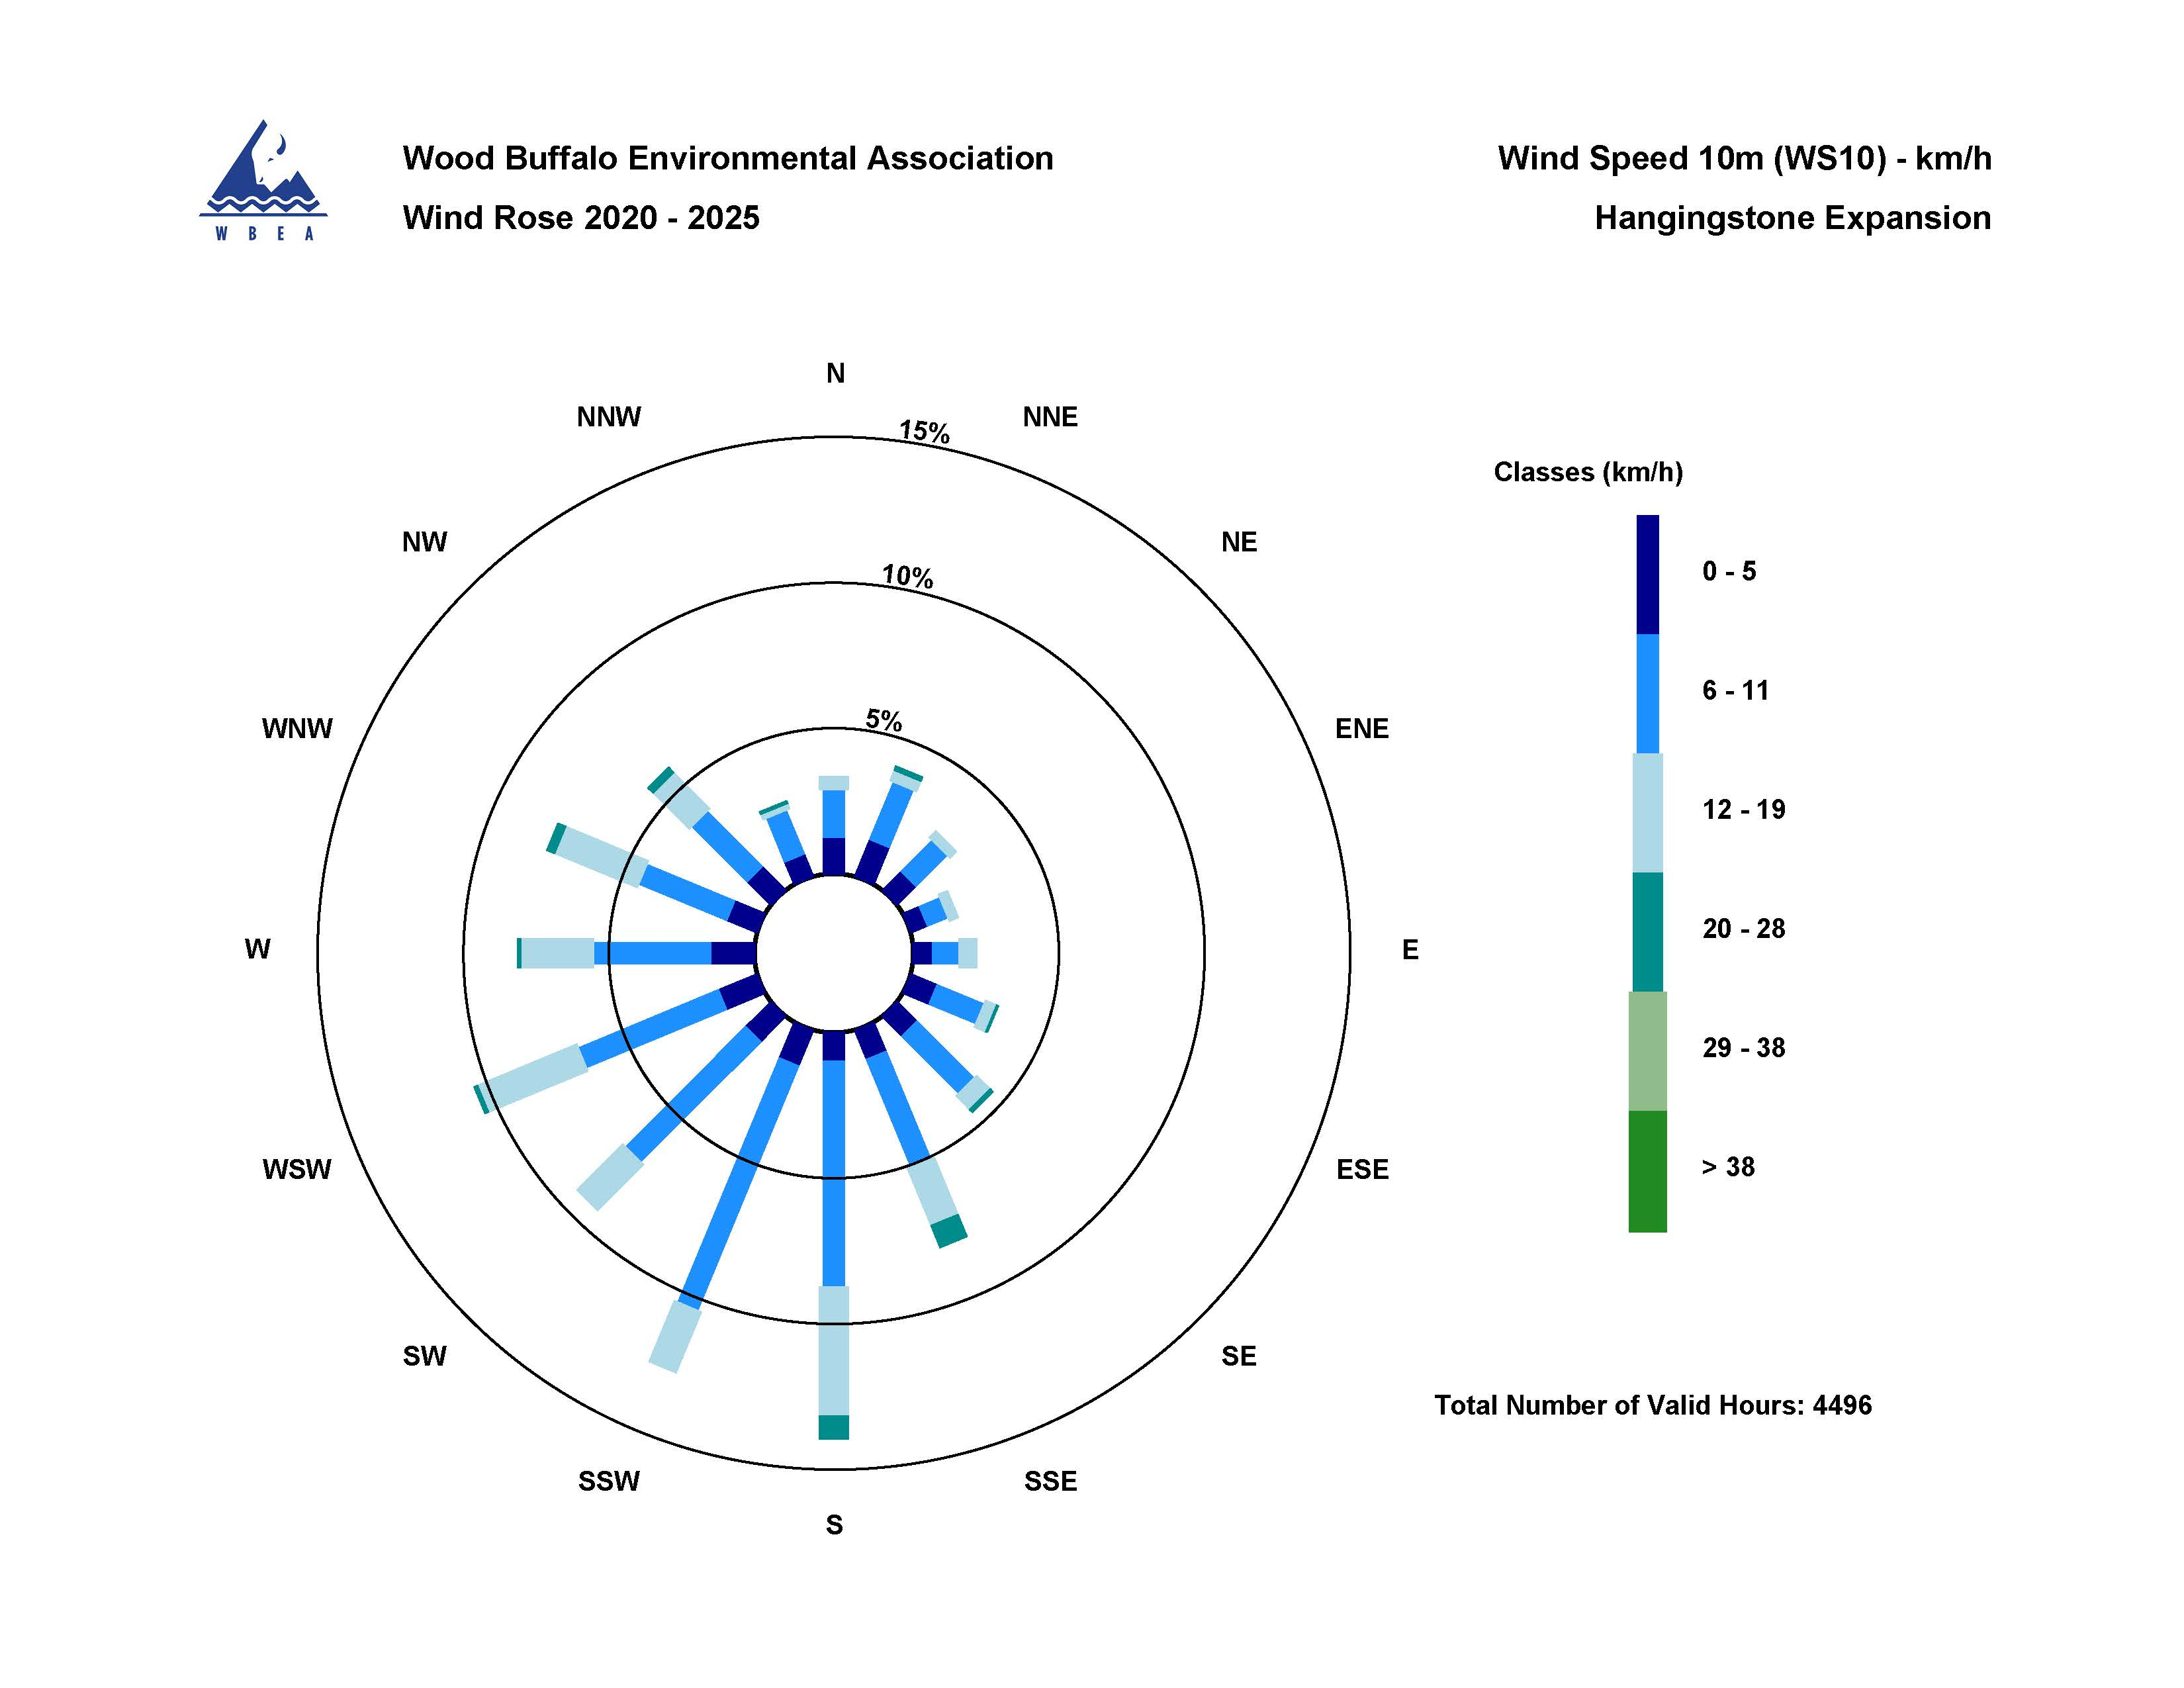 Wood Buffalo Environmental Association
Wind Rose 2020 - 2025
Wind Speed 10m (WS10) - km/h
Hangingstone Expansion
W B E A
N
NNW
NNE
15%
NW
NE
10%
WNW
ENE
5%
W
E
WSW
ESE
SW
SE
SSW
SSE
S
Classes (km/h)
0 - 5
6 - 11
12 - 19
20 - 28
29 - 38
> 38
Total Number of Valid Hours: 4496